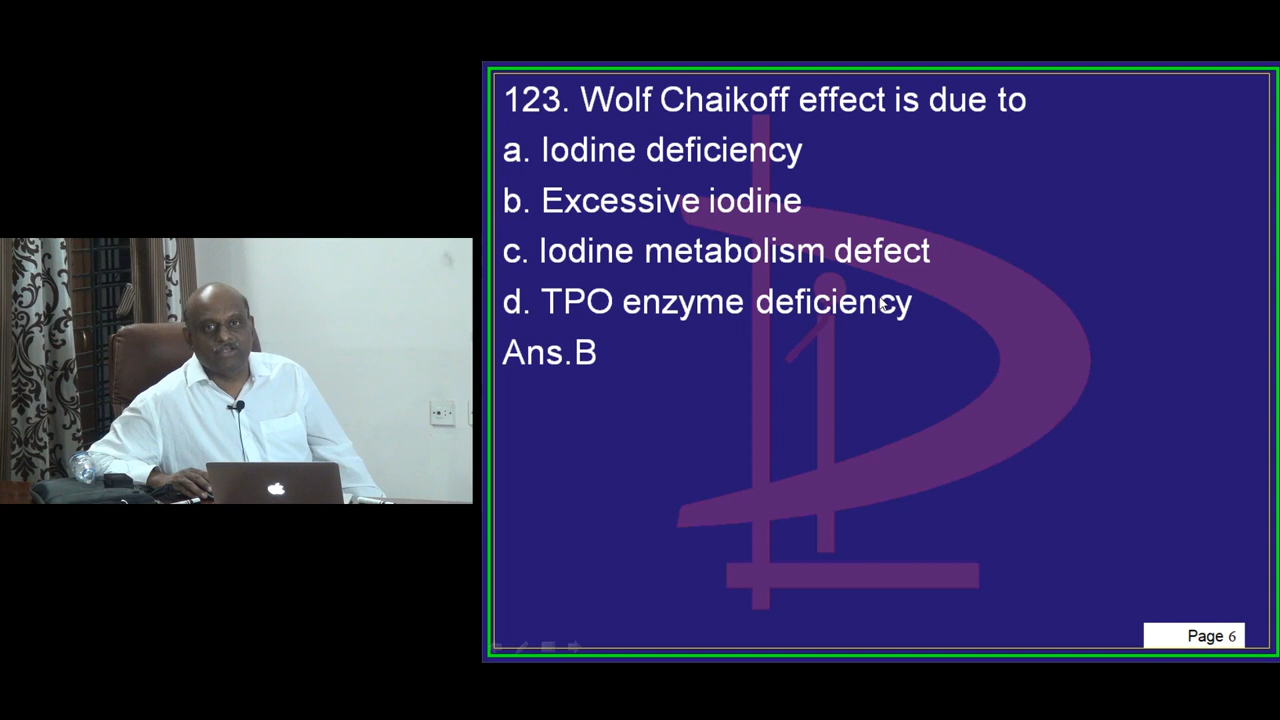 123. Wolf Chaikoff effect is due to
a. Iodine deficiency
b. Excessive iodine
c. Iodine metabolism defect
d. TPO enzyme deficiency
Ans.B
Page 6